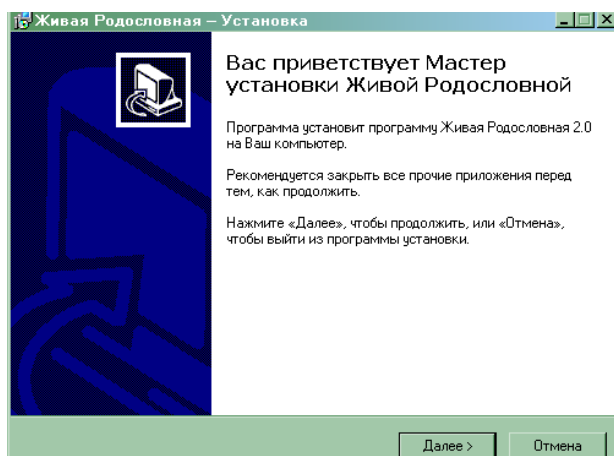 Живая Родословная – Установка
Вас приветствует Мастер
установки Живой Родословной
Программа установит программу Живая Родословная 2.0
на Ваш компьютер.
Рекомендуется закрыть все прочие приложения перед
тем, как продолжить.
Нажмите «Далее», чтобы продолжить, или «Отмена»,
чтобы выйти из программы установки.
Далее >
Отмена